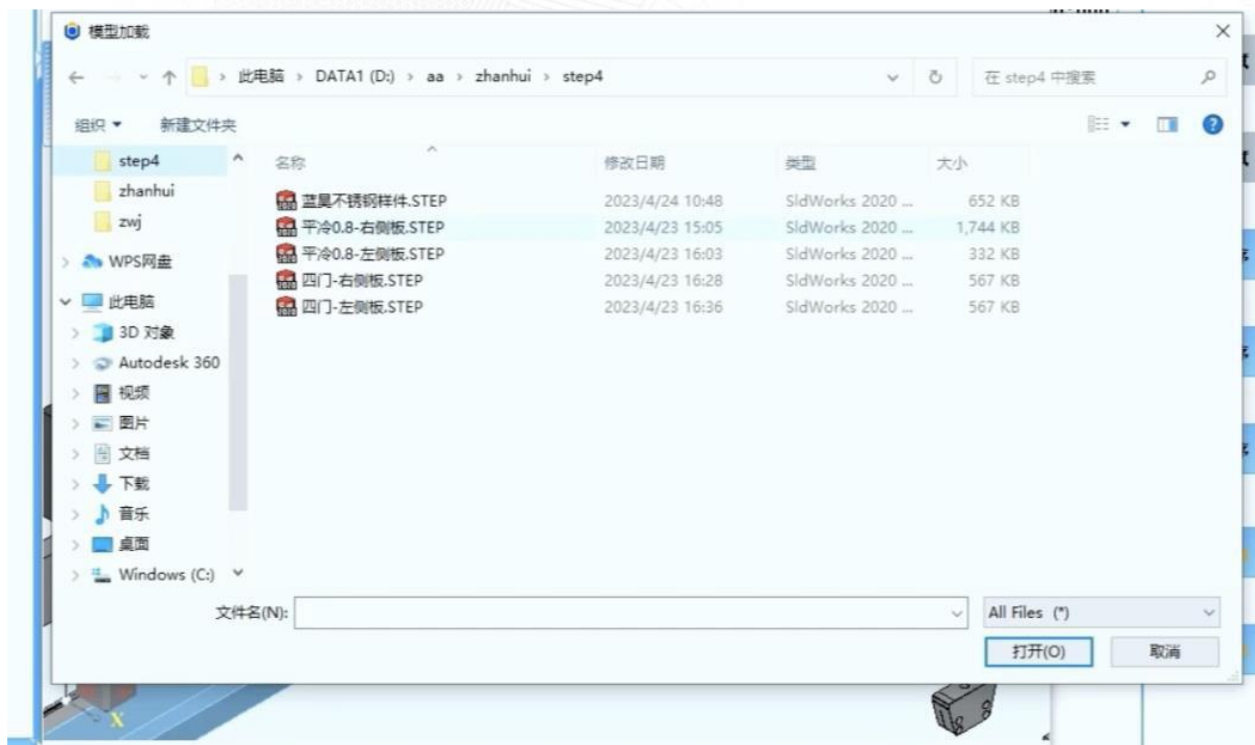 模型加载
此电脑 > DATA1 (D:) > aa > zhanhui > step4
在 step4 中搜索
组织
新建文件夹
名称 修改日期 类型 大小
蓝昊不锈钢样件.STEP 2023/4/24 10:48 SldWorks 2020 ... 652 KB
平冷0.8-右侧板.STEP 2023/4/23 15:05 SldWorks 2020 ... 1,744 KB
平冷0.8-左侧板.STEP 2023/4/23 16:03 SldWorks 2020 ... 332 KB
四门-右侧板.STEP 2023/4/23 16:28 SldWorks 2020 ... 567 KB
四门-左侧板.STEP 2023/4/23 16:36 SldWorks 2020 ... 567 KB
step4
zhanhui
zwj
WPS网盘
此电脑
3D 对象
Autodesk 360
视频
图片
文档
下载
音乐
桌面
Windows (C:)
文件名(N):
All Files (*)
打开(O)
取消
X